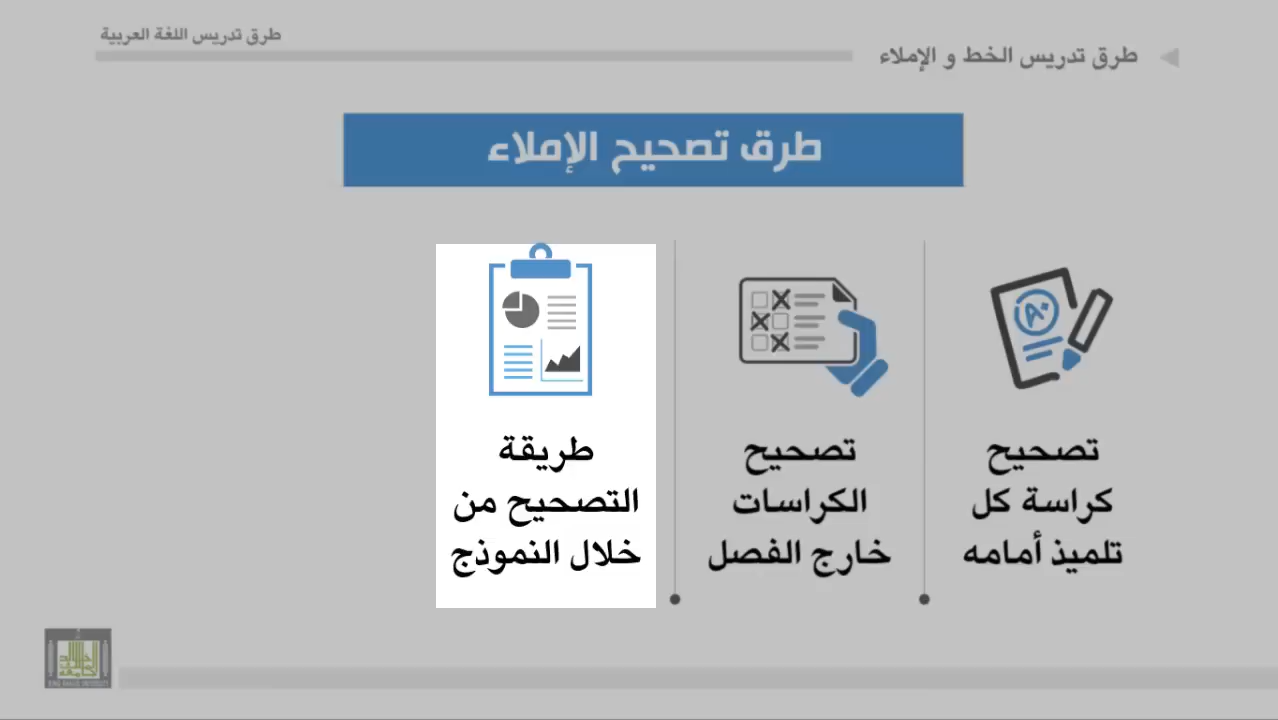 طرق تدريس اللغة العربية
طرق تدريس الخط و الإملاء
طرق تصحيح الإملاء
A+
تصحيح
كراسة كل
تلميذ أمامه
تصحيح
الكراسات
خارج الفصل
طريقة
التصحيح من
خلال النموذج